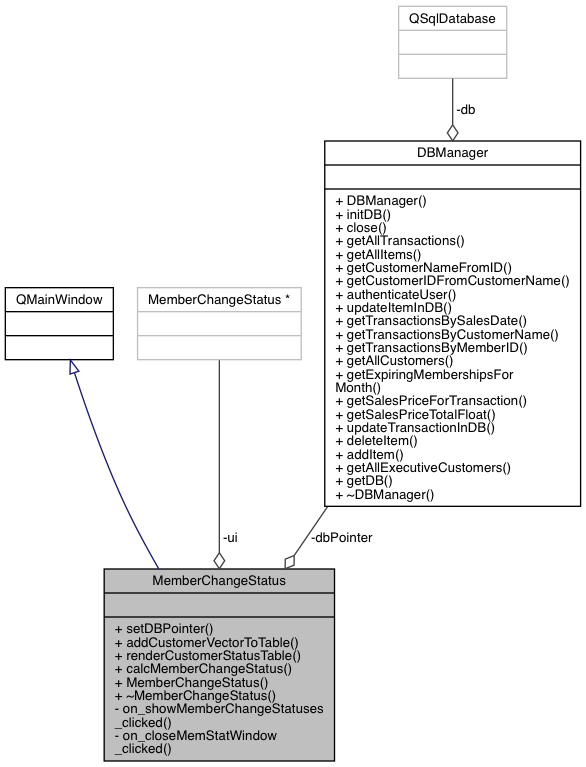 QSqlDatabase
-db
DBManager
+ DBManager()
+ initDB()
+ close()
+ getAllTransactions()
+ getAllItems()
+ getCustomerNameFromID()
+ getCustomerIDFromCustomerName()
+ authenticateUser()
+ updateItemInDB()
+ getTransactionsBySalesDate()
+ getTransactionsByCustomerName()
+ getTransactionsByMemberID()
+ getAllCustomers()
+ getExpiringMembershipsFor
Month()
+ getSalesPriceForTransaction()
+ getSalesPriceTotalFloat()
+ updateTransactionInDB()
+ deleteItem()
+ addItem()
+ getAllExecutiveCustomers()
+ getDB()
+ ~DBManager()
QMainWindow
MemberChangeStatus *
-ui
-dbPointer
MemberChangeStatus
+ setDBPointer()
+ addCustomerVectorToTable()
+ renderCustomerStatusTable()
+ calcMemberChangeStatus()
+ MemberChangeStatus()
+ ~MemberChangeStatus()
- on_showMemberChangeStatuses
_clicked()
- on_closeMemStatWindow
_clicked()